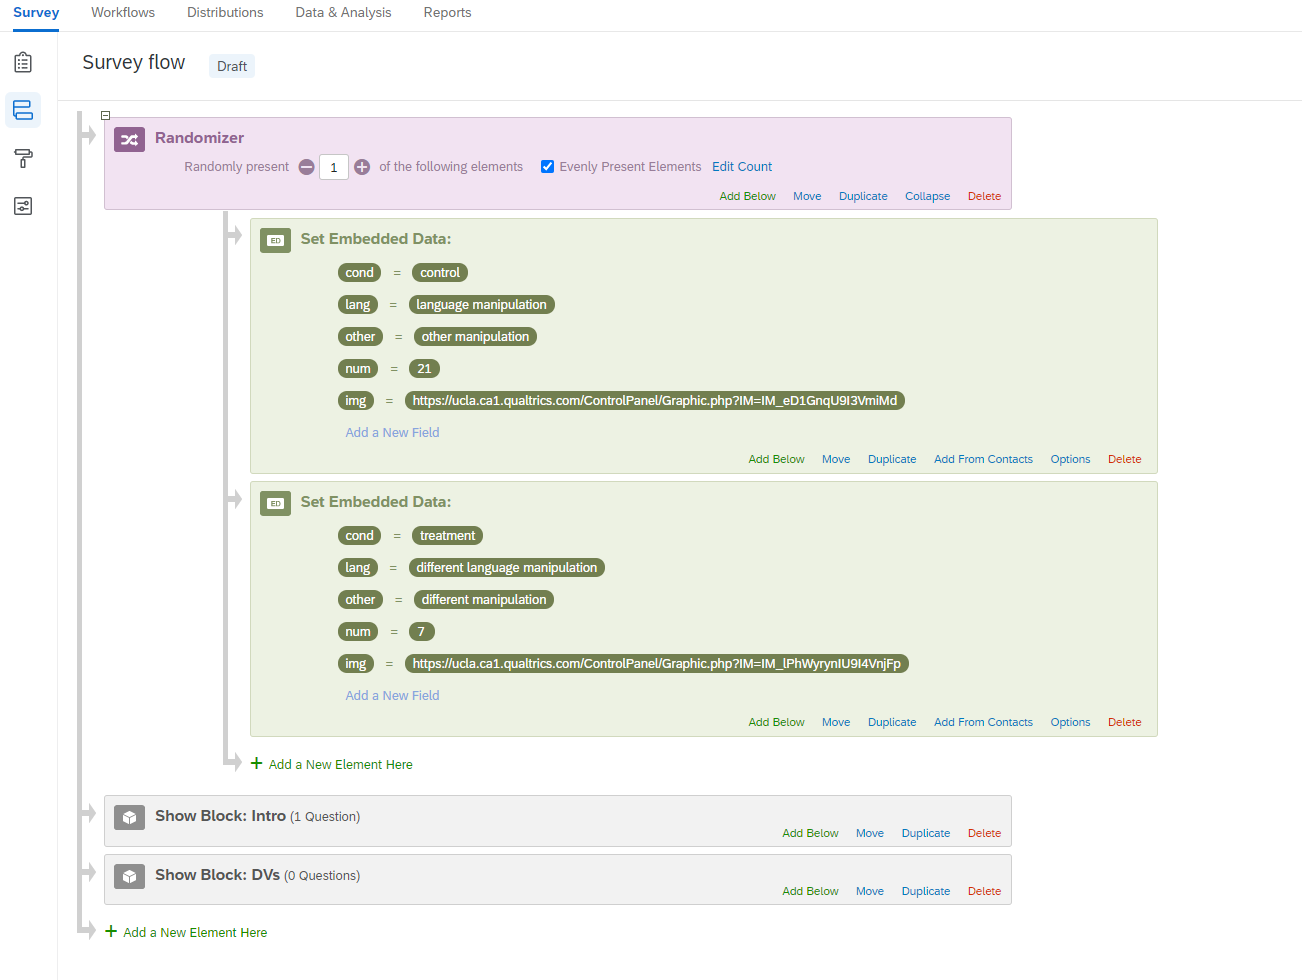 Survey Workflows Distributions Data & Analysis Reports
Survey flow Draft
Randomizer
Randomly present 1 of the following elements Evenly Present Elements Edit Count
Add Below Move Duplicate Collapse Delete
ED Set Embedded Data:
cond = control
lang = language manipulation
other = other manipulation
num = 21
img = https://ucla.ca1.qualtrics.com/ControlPanel/Graphic.php?IM=IM_eD1GnqU9I3VmiMd
Add a New Field
Add Below Move Duplicate Add From Contacts Options Delete
ED Set Embedded Data:
cond = treatment
lang = different language manipulation
other = different manipulation
num = 7
img = https://ucla.ca1.qualtrics.com/ControlPanel/Graphic.php?IM=IM_lPhWyrynIU9I4VnjFp
Add a New Field
Add Below Move Duplicate Add From Contacts Options Delete
+ Add a New Element Here
Show Block: Intro (1 Question)
Add Below Move Duplicate Delete
Show Block: DVs (0 Questions)
Add Below Move Duplicate Delete
+ Add a New Element Here